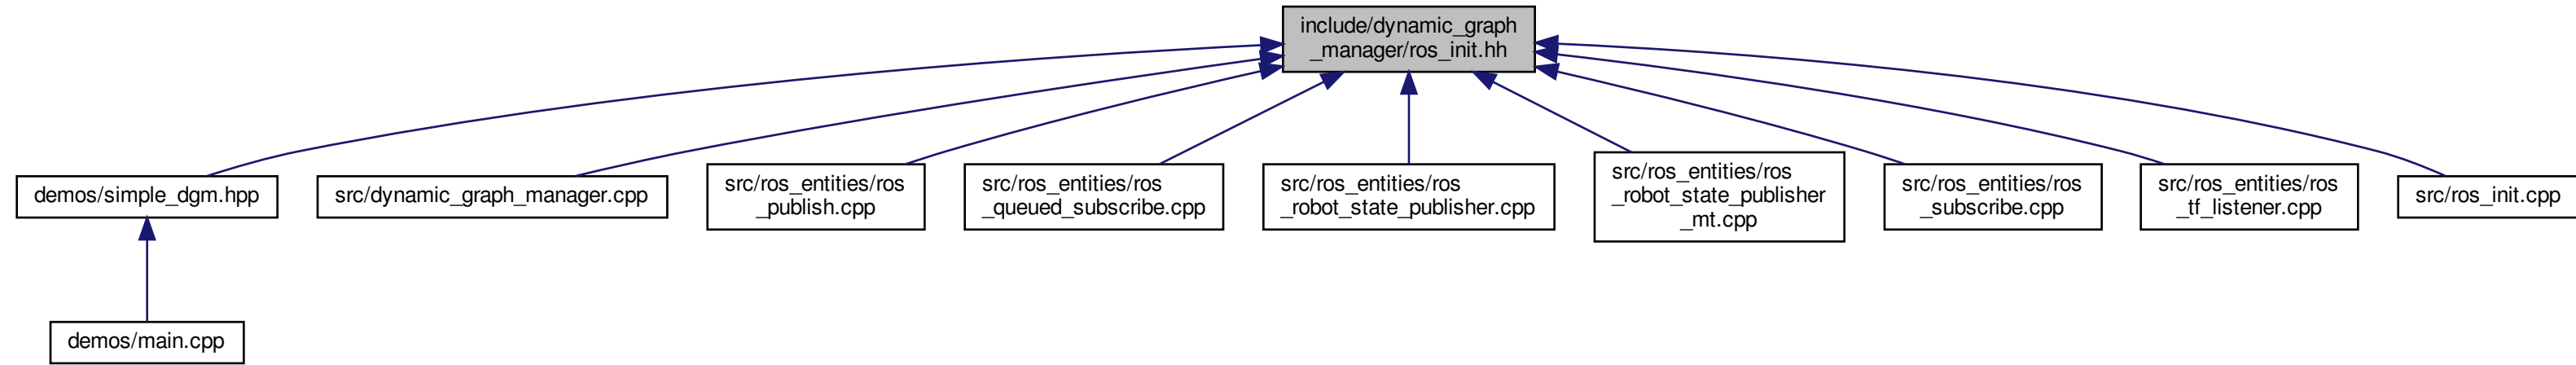 include/dynamic_graph
_manager/ros_init.hh
demos/simple_dgm.hpp
src/dynamic_graph_manager.cpp
src/ros_entities/ros
_publish.cpp
src/ros_entities/ros
_queued_subscribe.cpp
src/ros_entities/ros
_robot_state_publisher.cpp
src/ros_entities/ros
_robot_state_publisher
_mt.cpp
src/ros_entities/ros
_subscribe.cpp
src/ros_entities/ros
_tf_listener.cpp
src/ros_init.cpp
demos/main.cpp